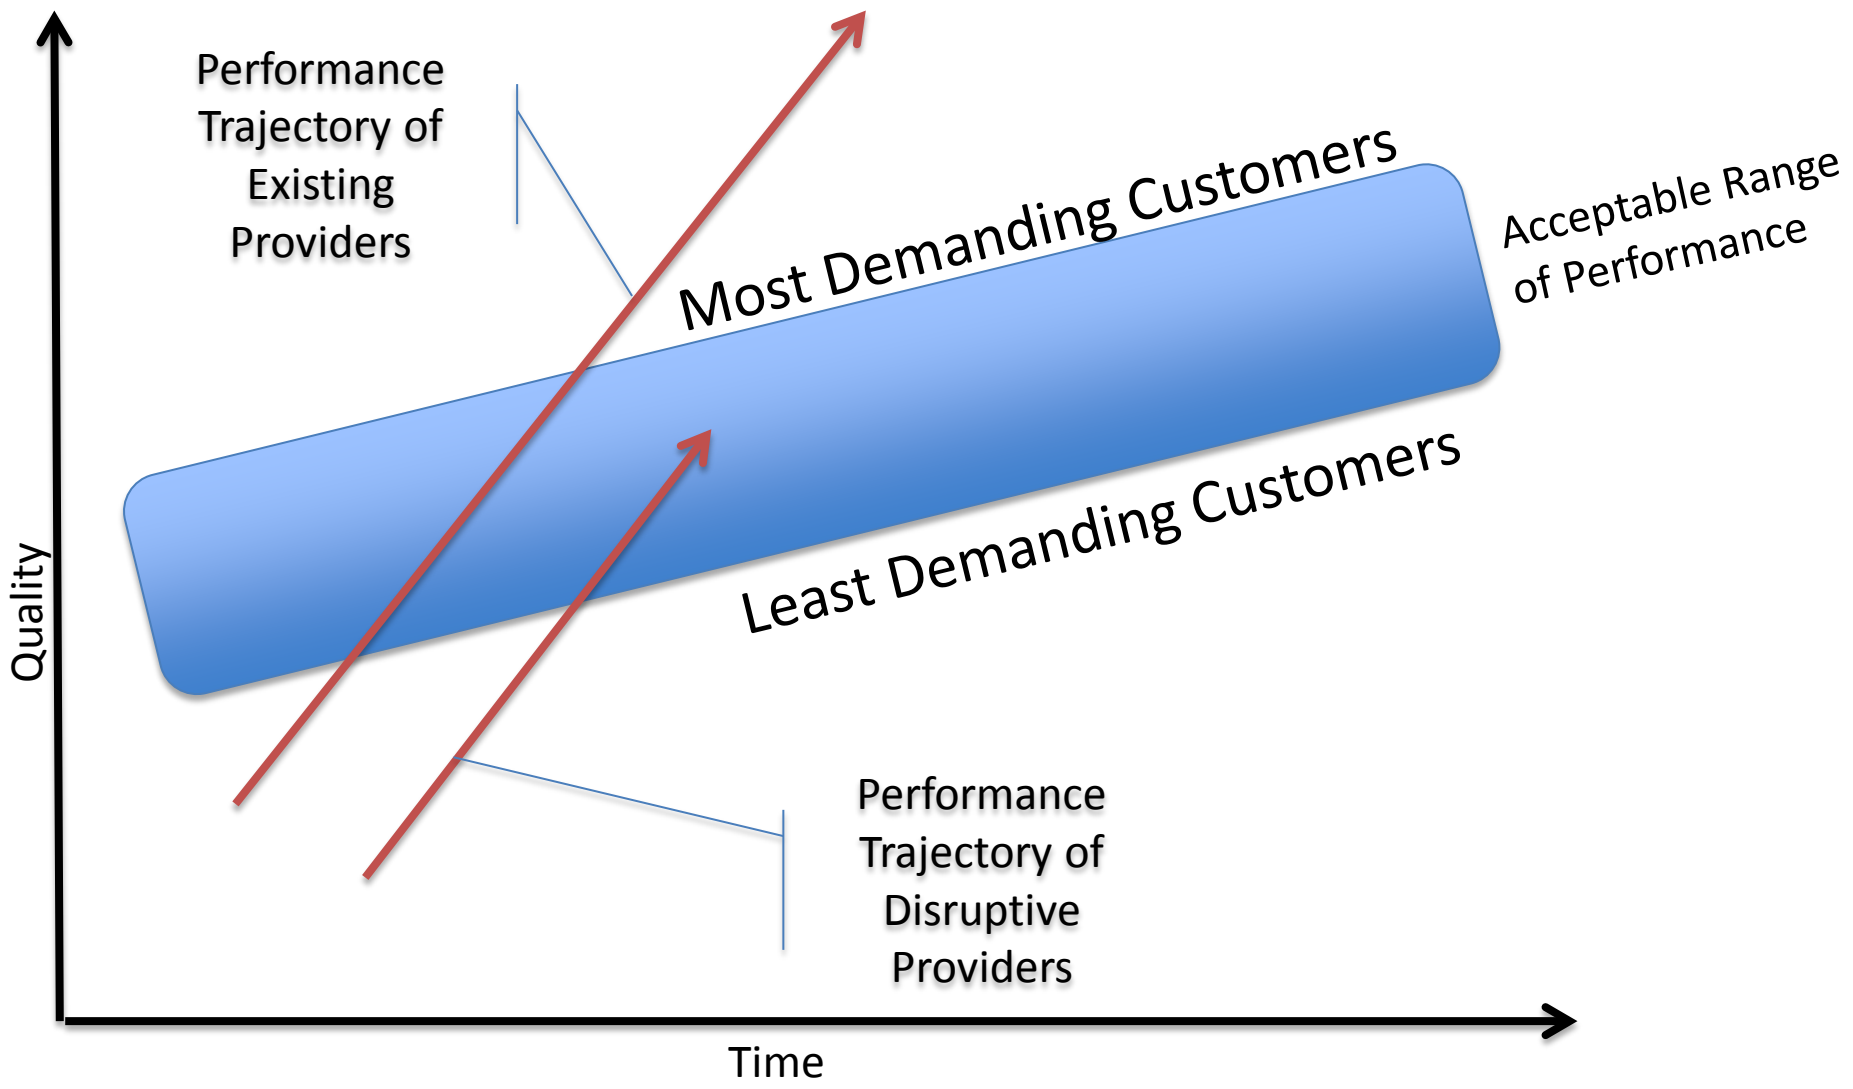 Performance
Trajectory of
Existing
Providers
Most Demanding Customers
Acceptable Range
of Performance
Least Demanding Customers
Quality
Performance
Trajectory of
Disruptive
Providers
Time